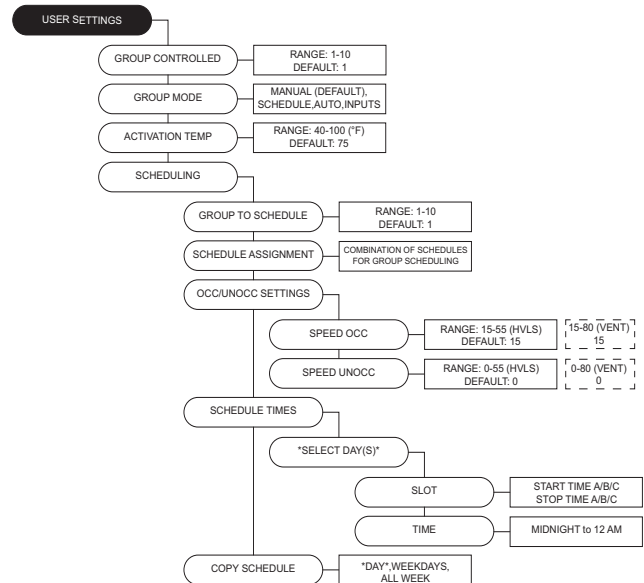 USER SETTINGS
GROUP CONTROLLED
RANGE: 1-10
DEFAULT: 1
GROUP MODE
MANUAL (DEFAULT),
SCHEDULE,AUTO,INPUTS
ACTIVATION TEMP
RANGE: 40-100 (°F)
DEFAULT: 75
SCHEDULING
GROUP TO SCHEDULE
RANGE: 1-10
DEFAULT: 1
SCHEDULE ASSIGNMENT
COMBINATION OF SCHEDULES
FOR GROUP SCHEDULING
OCC/UNOCC SETTINGS
SPEED OCC
RANGE: 15-55 (HVLS)
DEFAULT: 15
15-80 (VENT)
15
SPEED UNOCC
RANGE: 0-55 (HVLS)
DEFAULT: 0
0-80 (VENT)
0
SCHEDULE TIMES
*SELECT DAY(S)*
SLOT
START TIME A/B/C
STOP TIME A/B/C
TIME
MIDNIGHT to 12 AM
COPY SCHEDULE
*DAY*,WEEKDAYS,
ALL WEEK